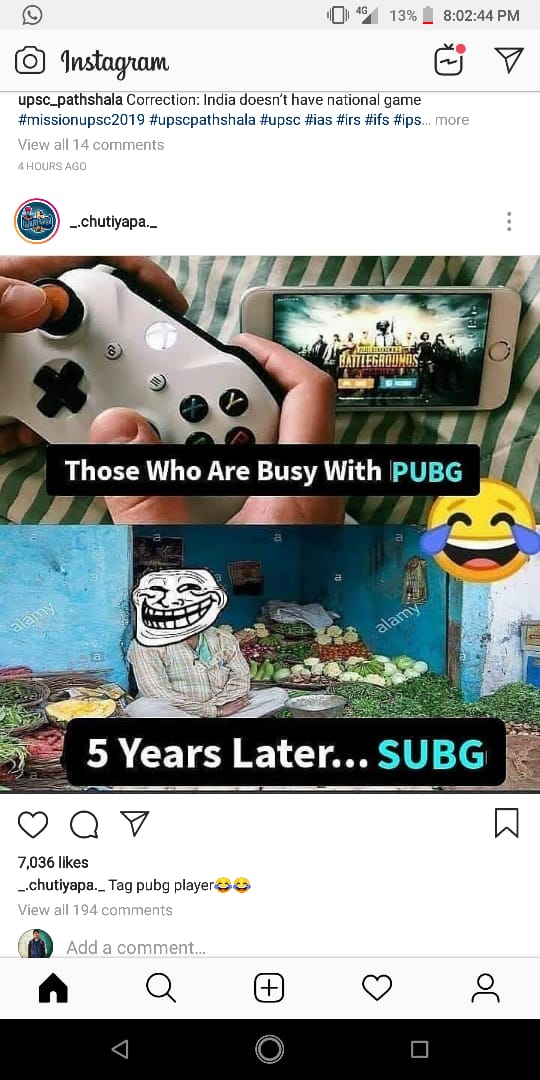 4G 13% 8:02:44 PM
Instagram
upsc_pathshala Correction: India doesn't have national game
#missionupsc2019 #upscpathshala #upsc #ias #irs #ifs #ips... more
View all 14 comments
4 HOURS AGO
_.chutiyapa._
BATTLEGROUNDS
X Y
Those Who Are Busy With PUBG
a a a a
a a
alamy alamy
a
5 Years Later... SUBG
7,036 likes
_.chutiyapa._ Tag pubg player😂😂
View all 194 comments
Add a comment...